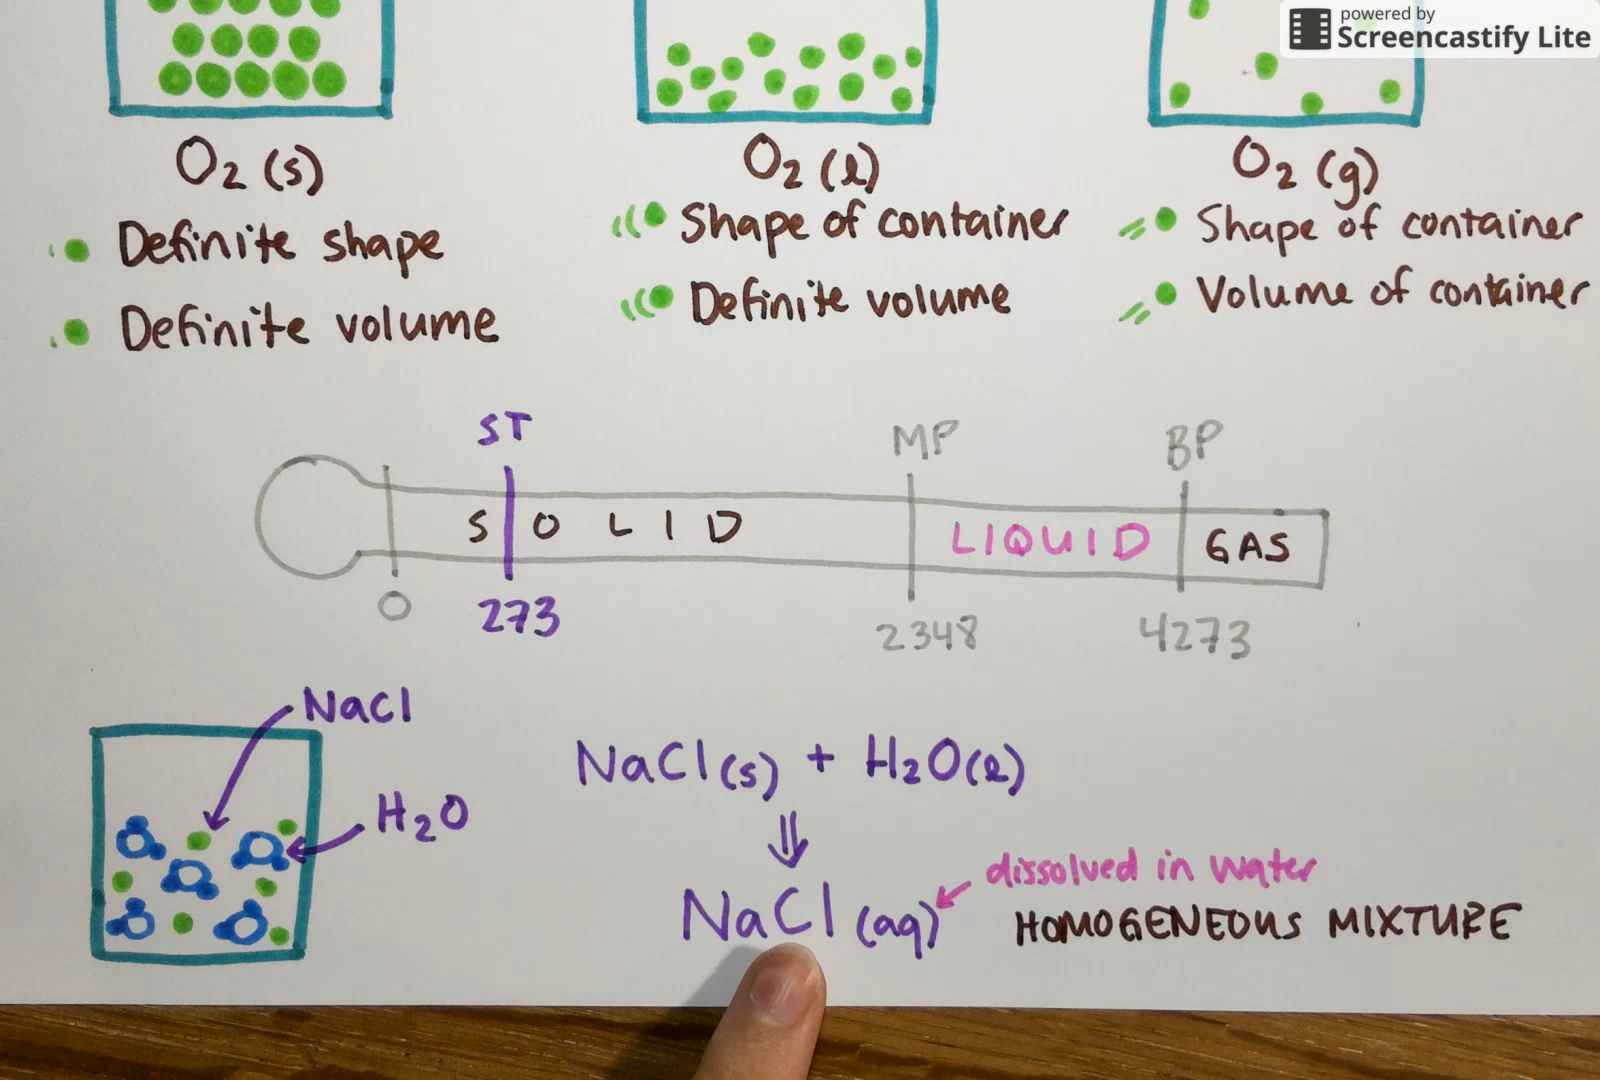 powered by
Screencastify Lite
O2 (s)
Definite shape
Definite volume
O2 (l)
Shape of container
Definite volume
O2 (g)
Shape of container
Volume of container
ST
MP
BP
SOLID
LIQUID
GAS
0
273
2348
4273
NaCl
H2O
NaCl(s) + H2O(l)
⇓
NaCl (aq)
dissolved in water
HOMOGENEOUS MIXTURE